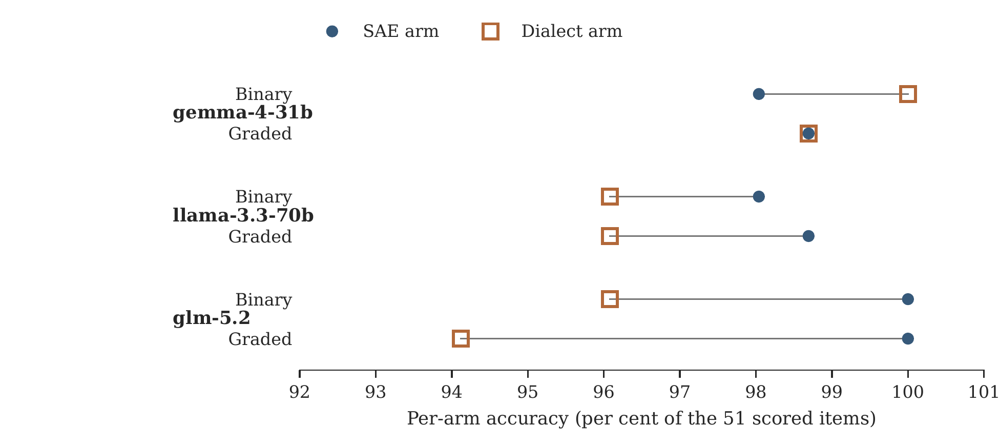 SAE arm Dialect arm
Binary
gemma-4-31b
Graded
Binary
llama-3.3-70b
Graded
Binary
glm-5.2
Graded
92 93 94 95 96 97 98 99 100 101
Per-arm accuracy (per cent of the 51 scored items)